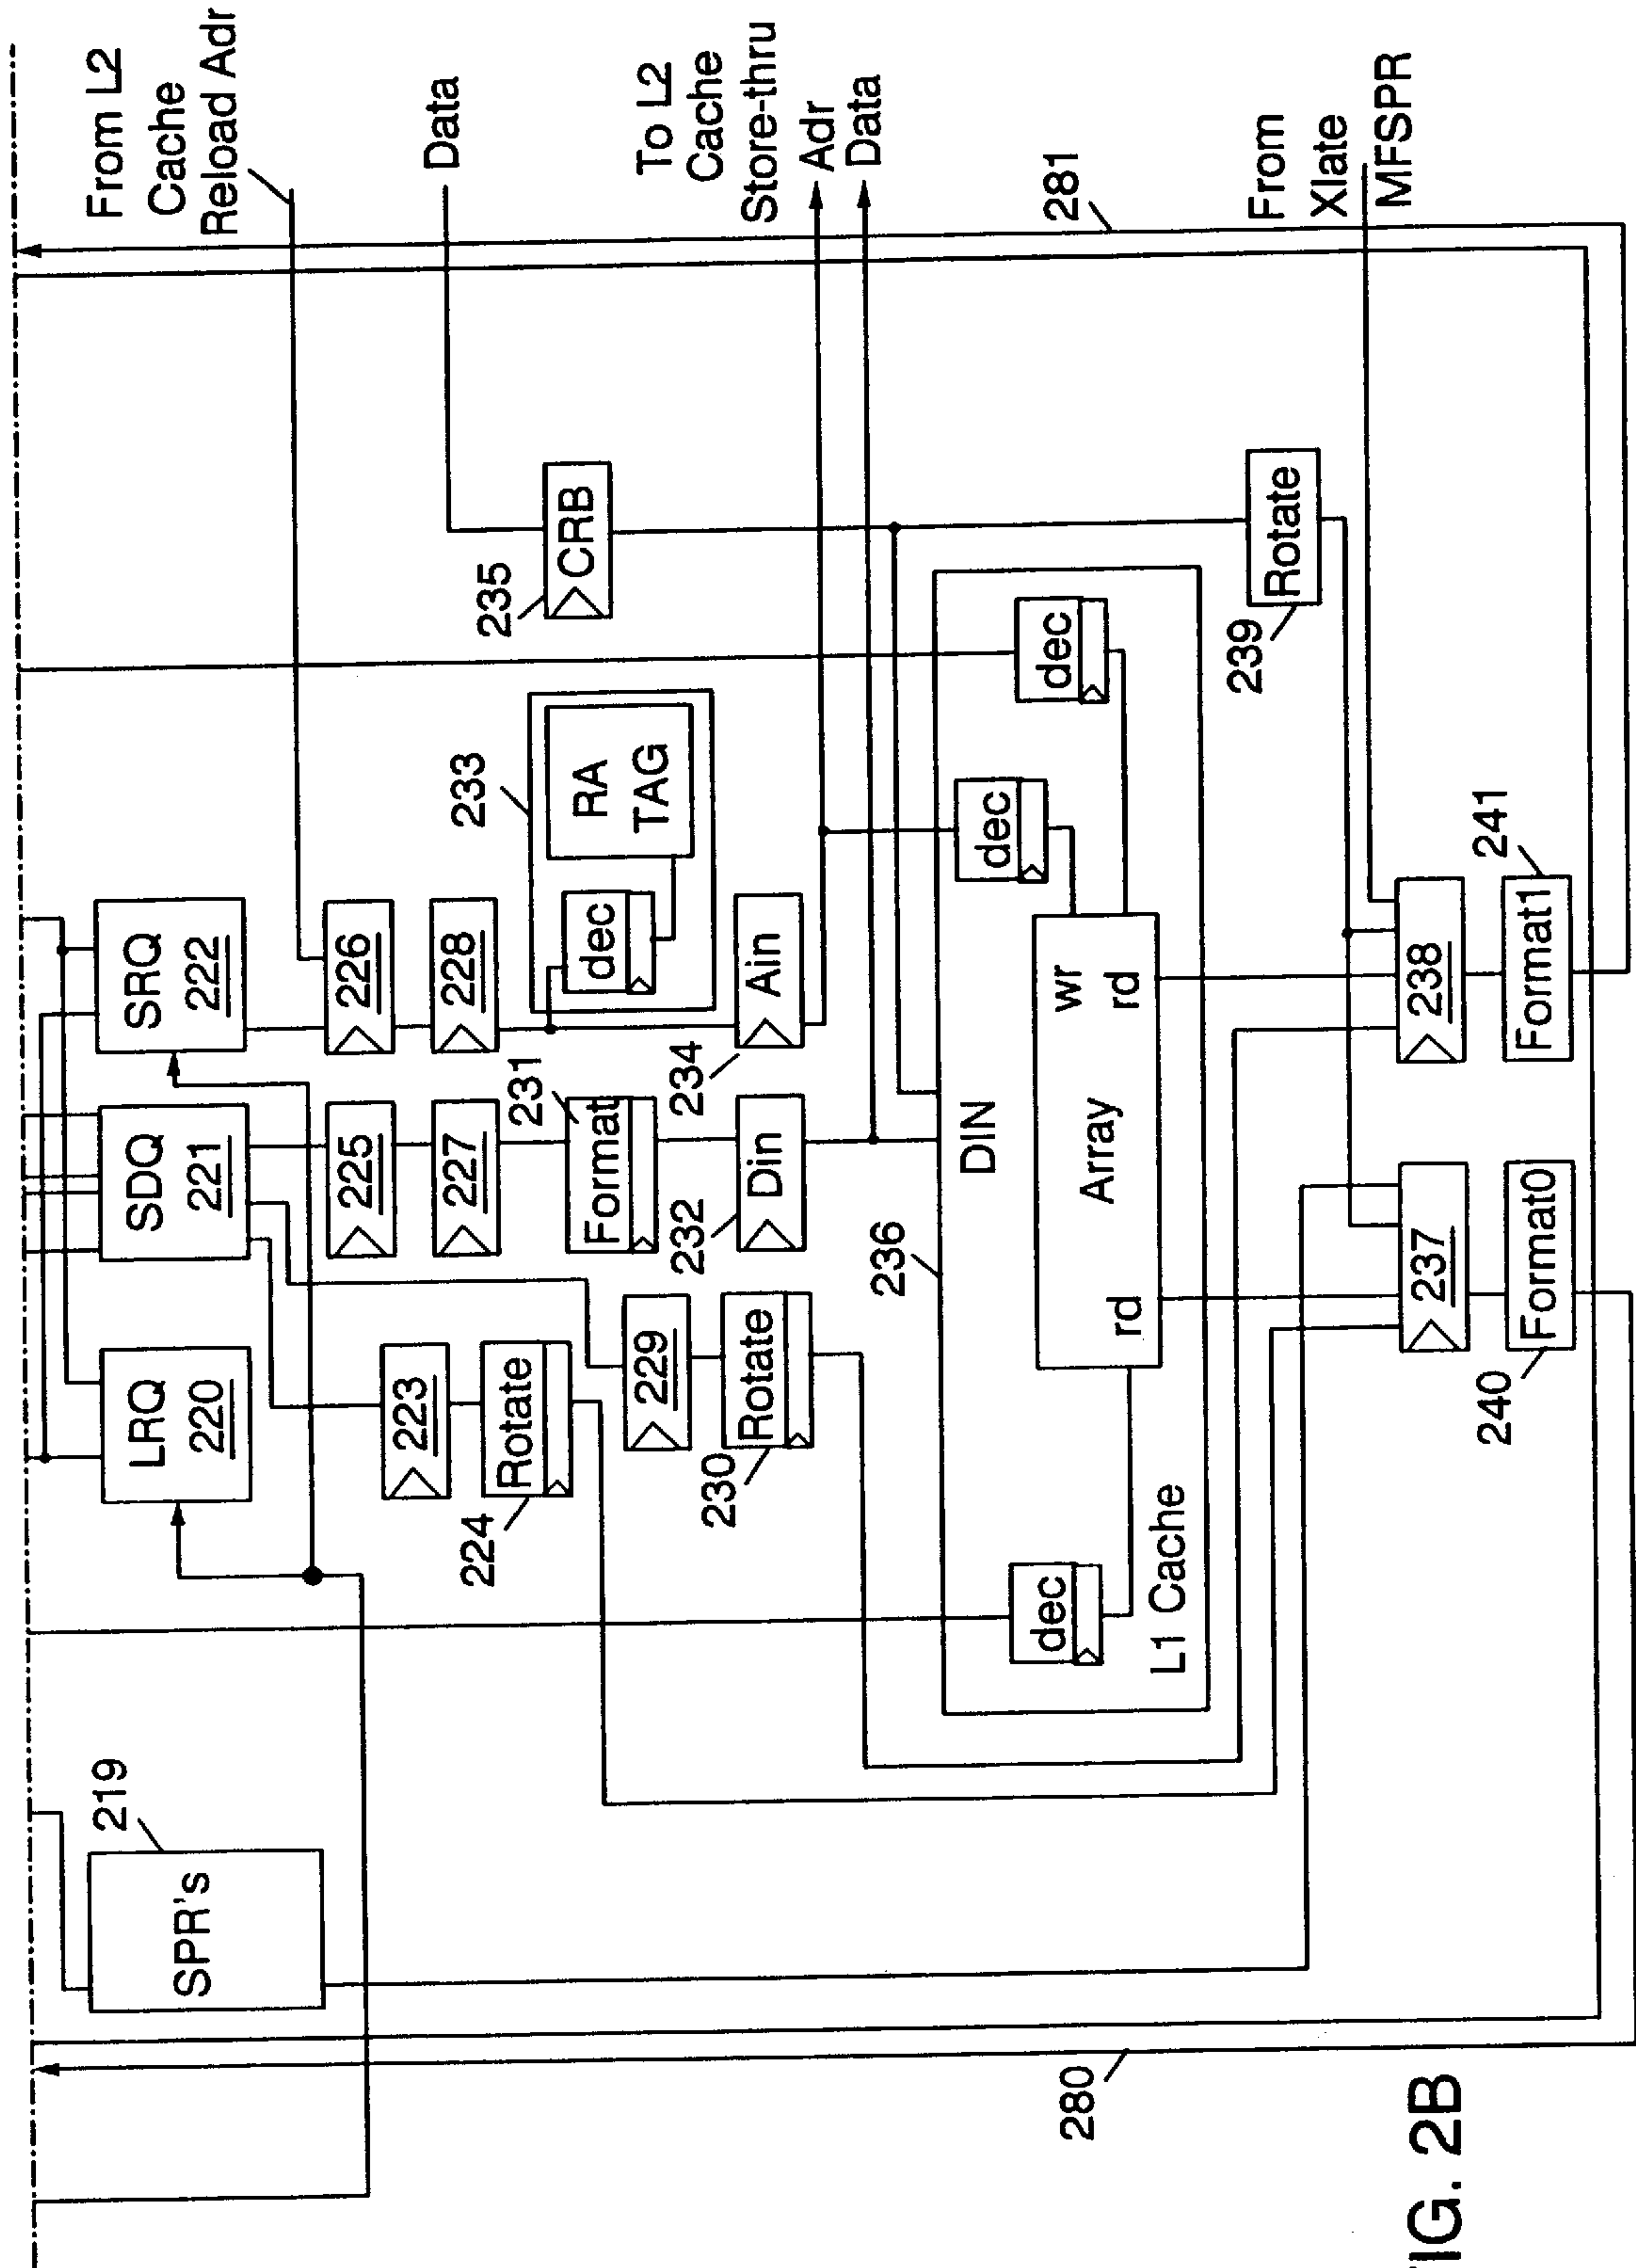 From L2
Cache
Reload Adr
Data
To L2
Cache
Store-thru
Adr
Data
281
From
Xlate
MFSPR
SPR's
219
LRQ
220
SDQ
221
SRQ
222
223
Rotate
224
225
226
227
228
229
Rotate
230
Format
231
Din
232
dec
RA
TAG
233
Ain
234
CRB
235
236
DIN
dec
dec
dec
Array
wr
rd
rd
L1 Cache
Rotate
239
237
238
Format0
240
Format1
241
280
IG. 2B